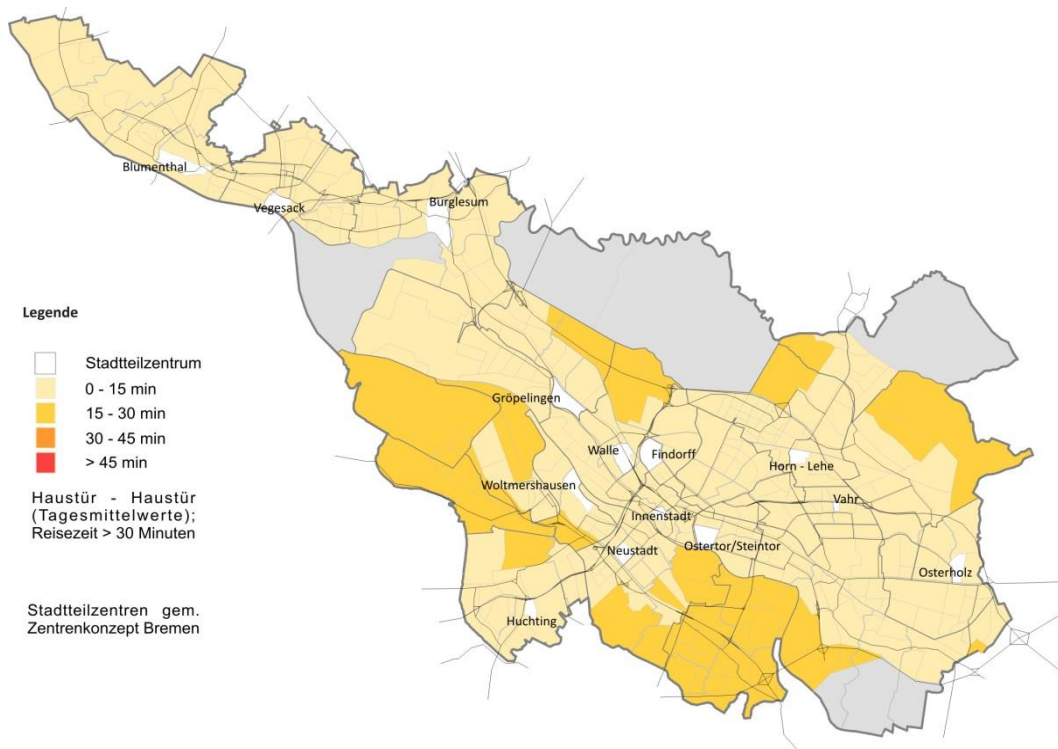 Blumenthal
Vegesack
Burglesum
Gröpelingen
Walle
Findorff
Horn - Lehe
Woltmershausen
Vahr
Innenstadt
Neustadt
Ostertor/Steintor
Osterholz
Huchting
Legende
Stadtteilzentrum
0 - 15 min
15 - 30 min
30 - 45 min
> 45 min
Haustür - Haustür
(Tagesmittelwerte);
Reisezeit > 30 Minuten
Stadtteilzentren gem.
Zentrenkonzept Bremen